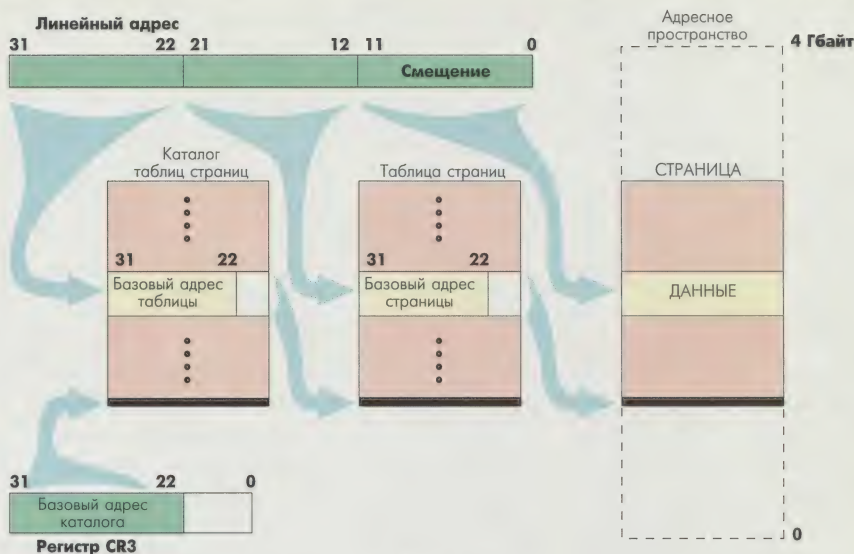 Линейный адрес
31 22 21 12 11 0
Смещение
Адресное
пространство
4 Гбайт
Каталог
таблиц страниц
Таблица страниц
СТРАНИЦА
31 22
Базовый адрес
таблицы
31 22
Базовый адрес
страницы
ДАННЫЕ
31 22 0
Базовый адрес
каталога
Регистр CR3
0